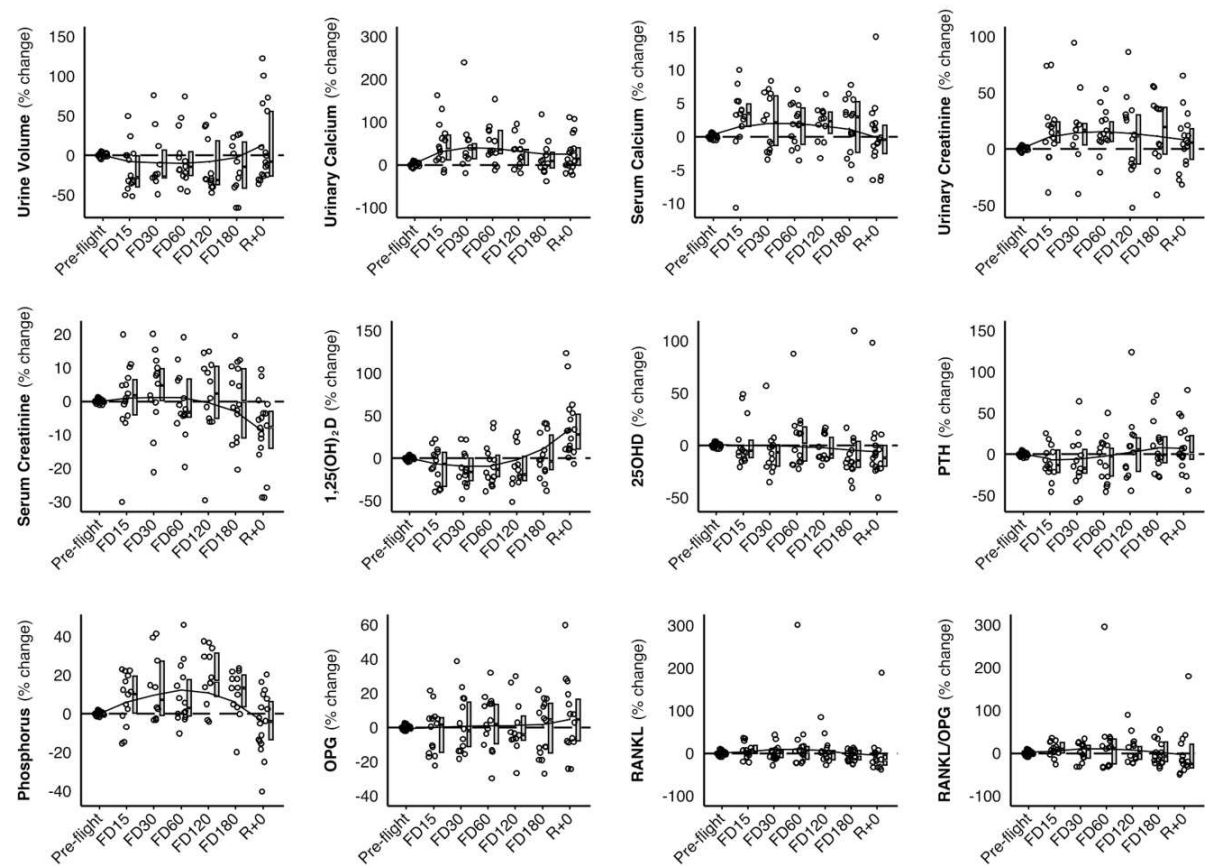 Urine Volume (% change)
150
100
50
0
-50
Pre-flight
FD15
FD30
FD60
FD120
FD180
R+0
Urinary Calcium (% change)
300
200
100
0
-100
Pre-flight
FD15
FD30
FD60
FD120
FD180
R+0
Serum Calcium (% change)
15
10
5
0
-5
-10
Pre-flight
FD15
FD30
FD60
FD120
FD180
R+0
Urinary Creatinine (% change)
100
50
0
-50
Pre-flight
FD15
FD30
FD60
FD120
FD180
R+0
Serum Creatinine (% change)
20
10
0
-10
-20
-30
Pre-flight
FD15
FD30
FD60
FD120
FD180
R+0
1,25(OH)₂D (% change)
150
100
50
0
-50
Pre-flight
FD15
FD30
FD60
FD120
FD180
R+0
25OHD (% change)
100
50
0
-50
Pre-flight
FD15
FD30
FD60
FD120
FD180
R+0
PTH (% change)
150
100
50
0
-50
Pre-flight
FD15
FD30
FD60
FD120
FD180
R+0
Phosphorus (% change)
40
20
0
-20
-40
Pre-flight
FD15
FD30
FD60
FD120
FD180
R+0
OPG (% change)
60
40
20
0
-20
-40
Pre-flight
FD15
FD30
FD60
FD120
FD180
R+0
RANKL (% change)
300
200
100
0
-100
Pre-flight
FD15
FD30
FD60
FD120
FD180
R+0
RANKL/OPG (% change)
300
200
100
0
-100
Pre-flight
FD15
FD30
FD60
FD120
FD180
R+0